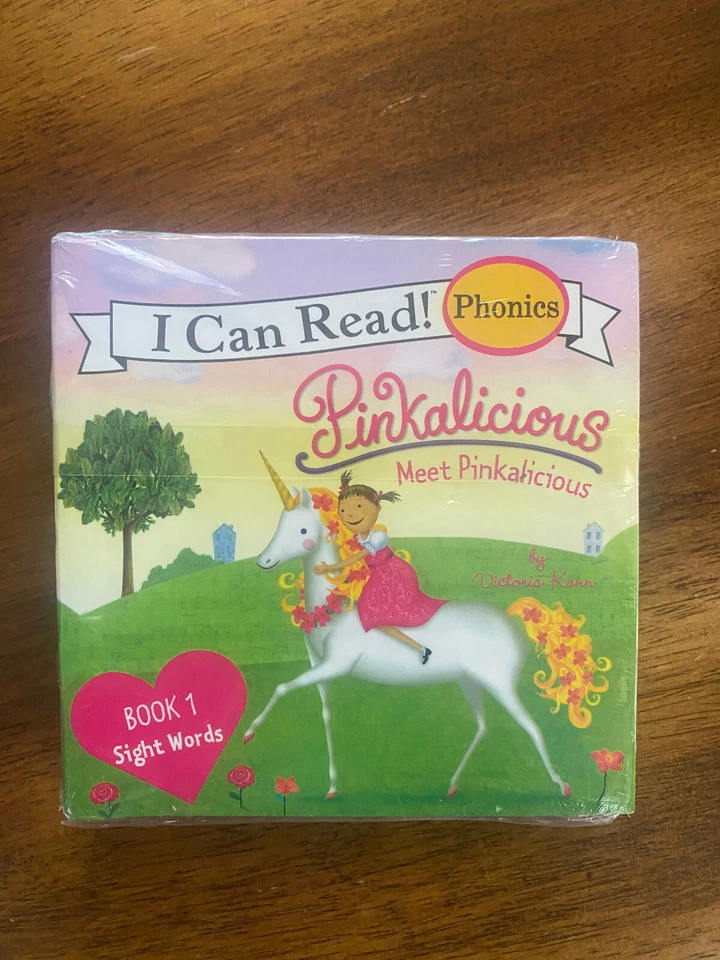 I Can Read!™ Phonics
Pinkalicious
Meet Pinkalicious
by
Victoria Kann
BOOK 1
Sight Words